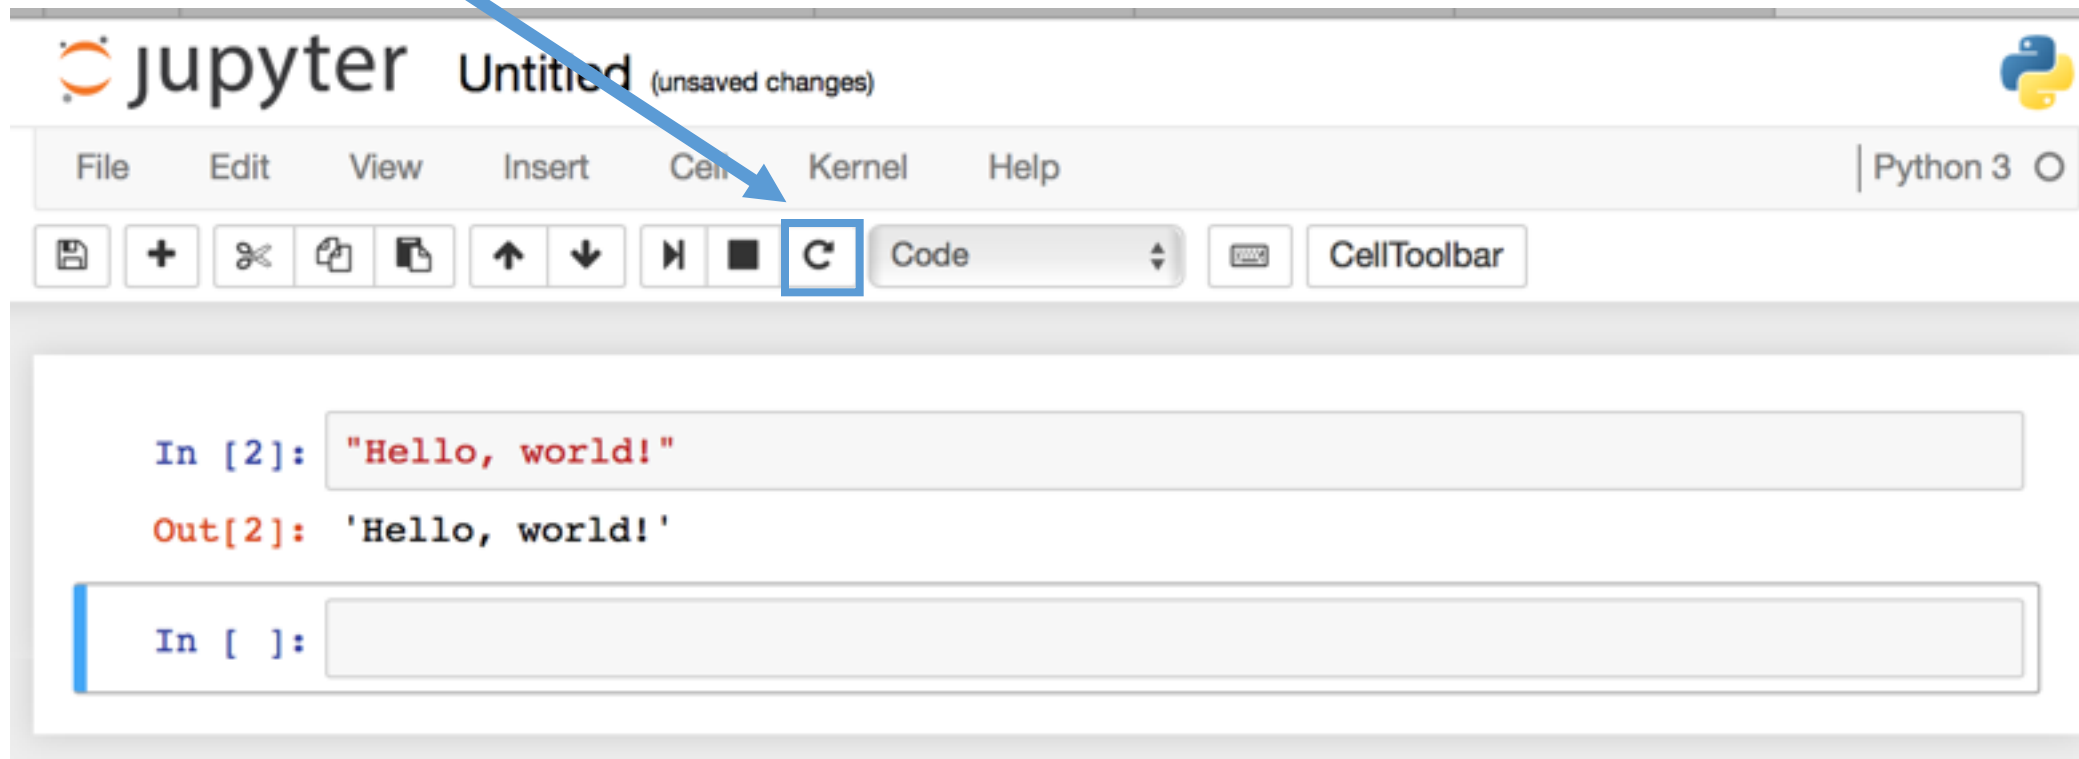 jupyter Untitled (unsaved changes)
File Edit View Insert Cell Kernel Help Python 3
Code CellToolbar
In [2]: "Hello, world!"
Out[2]: 'Hello, world!'
In [ ]: